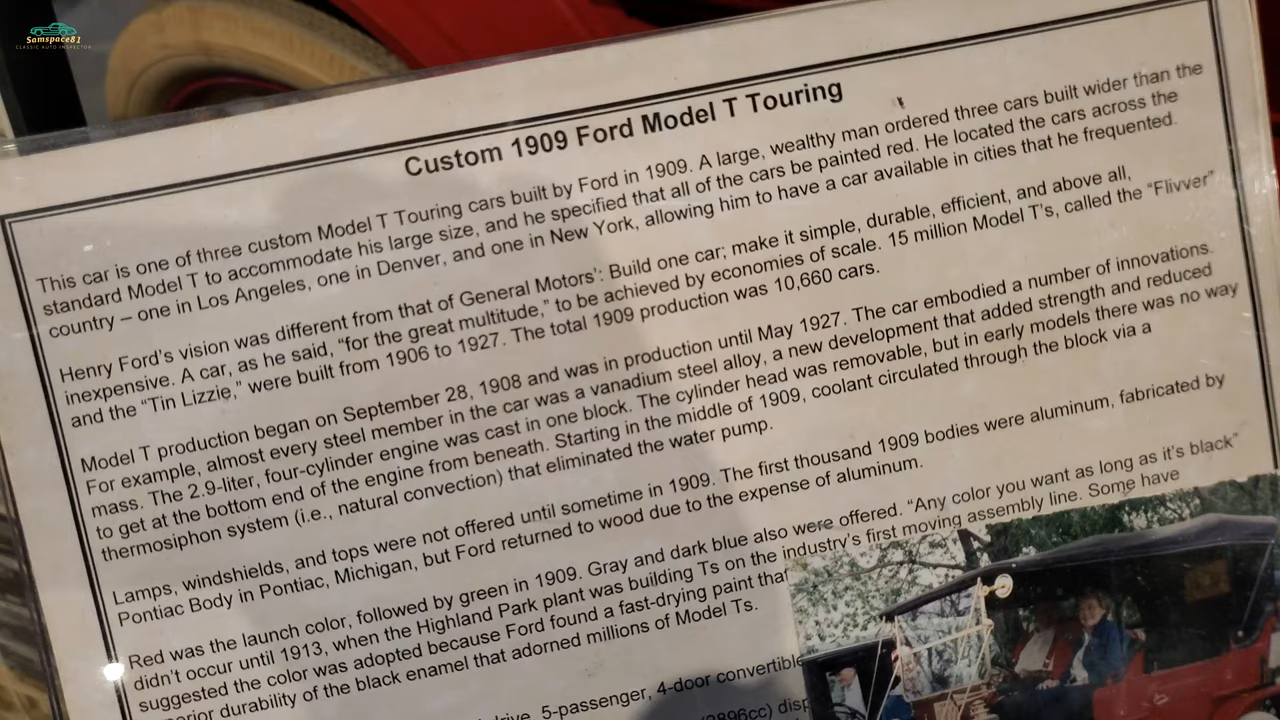 Samspace81
CLASSIC AUTO INSPECTOR
Custom 1909 Ford Model T Touring
This car is one of three custom Model T Touring cars built by Ford in 1909. A large, wealthy man ordered three cars built wider than the
standard Model T to accommodate his large size, and he specified that all of the cars be painted red. He located the cars across the
country – one in Los Angeles, one in Denver, and one in New York, allowing him to have a car available in cities that he frequented.
Henry Ford's vision was different from that of General Motors': Build one car; make it simple, durable, efficient, and above all,
inexpensive. A car, as he said, "for the great multitude," to be achieved by economies of scale. 15 million Model T's, called the "Flivver"
and the "Tin Lizzie," were built from 1906 to 1927. The total 1909 production was 10,660 cars.
Model T production began on September 28, 1908 and was in production until May 1927. The car embodied a number of innovations.
For example, almost every steel member in the car was a vanadium steel alloy, a new development that added strength and reduced
mass. The 2.9-liter, four-cylinder engine was cast in one block. The cylinder head was removable, but in early models there was no way
to get at the bottom end of the engine from beneath. Starting in the middle of 1909, coolant circulated through the block via a
thermosiphon system (i.e., natural convection) that eliminated the water pump.
Lamps, windshields, and tops were not offered until sometime in 1909. The first thousand 1909 bodies were aluminum, fabricated by
Pontiac Body in Pontiac, Michigan, but Ford returned to wood due to the expense of aluminum.
Red was the launch color, followed by green in 1909. Gray and dark blue also were offered. "Any color you want as long as it's black"
didn't occur until 1913, when the Highland Park plant was building Ts on the industry's first moving assembly line. Some have
suggested the color was adopted because Ford found a fast-drying paint that
durability of the black enamel that adorned millions of Model Ts.
5-passenger, 4-door convertible
(2896cc)